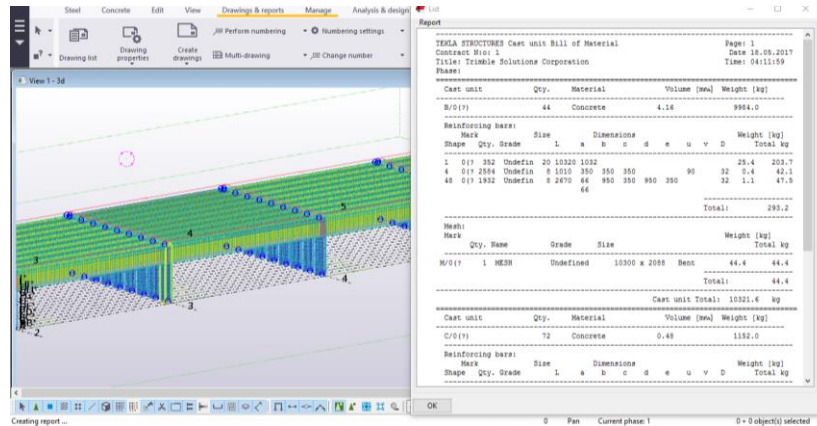 Steel Concrete Edit View Drawings & reports Manage Analysis & design
Drawing list
Drawing properties
Create drawings
Perform numbering
Numbering settings
Multi-drawing
Change number
View 1 - 3d
3
4
5
2
3
4
Creating report ...
0 Pan Current phase: 1 0 + 0 object(s) selected
List
Report
TEKLA STRUCTURES Cast unit Bill of Material Page: 1
Contract N:o: 1 Date 18.05.2017
Title: Trimble Solutions Corporation Time: 04:11:59
Phase:
Cast unit Qty. Material Volume Weight [kg]
B/0(?) 44 Concrete 4.16 9984.0
Reinforcing bars:
Mark Size Dimensions Weight [kg]
Shape Qty. Grade L a b c d e u v D Total kg
1 0(? 352 Undefin 20 10320 1032 25.4 203.7
4 0(? 2584 Undefin 8 1010 350 350 350 90 32 0.4 42.1
48 0(? 1932 Undefin 8 2670 66 950 350 950 350 32 1.1 47.5
66
Total: 293.2
Mesh:
Mark Weight [kg]
Qty. Name Grade Size Total kg
M/0(? 1 MESH Undefined 10300 x 2088 Bent 44.4 44.4
Total: 44.4
Cast unit Total: 10321.6 kg
Cast unit Qty. Material Volume Weight [kg]
C/0(?) 72 Concrete 0.48 1152.0
Reinforcing bars:
Mark Size Dimensions Weight [kg]
Shape Qty. Grade L a b c d e u v D Total kg
OK